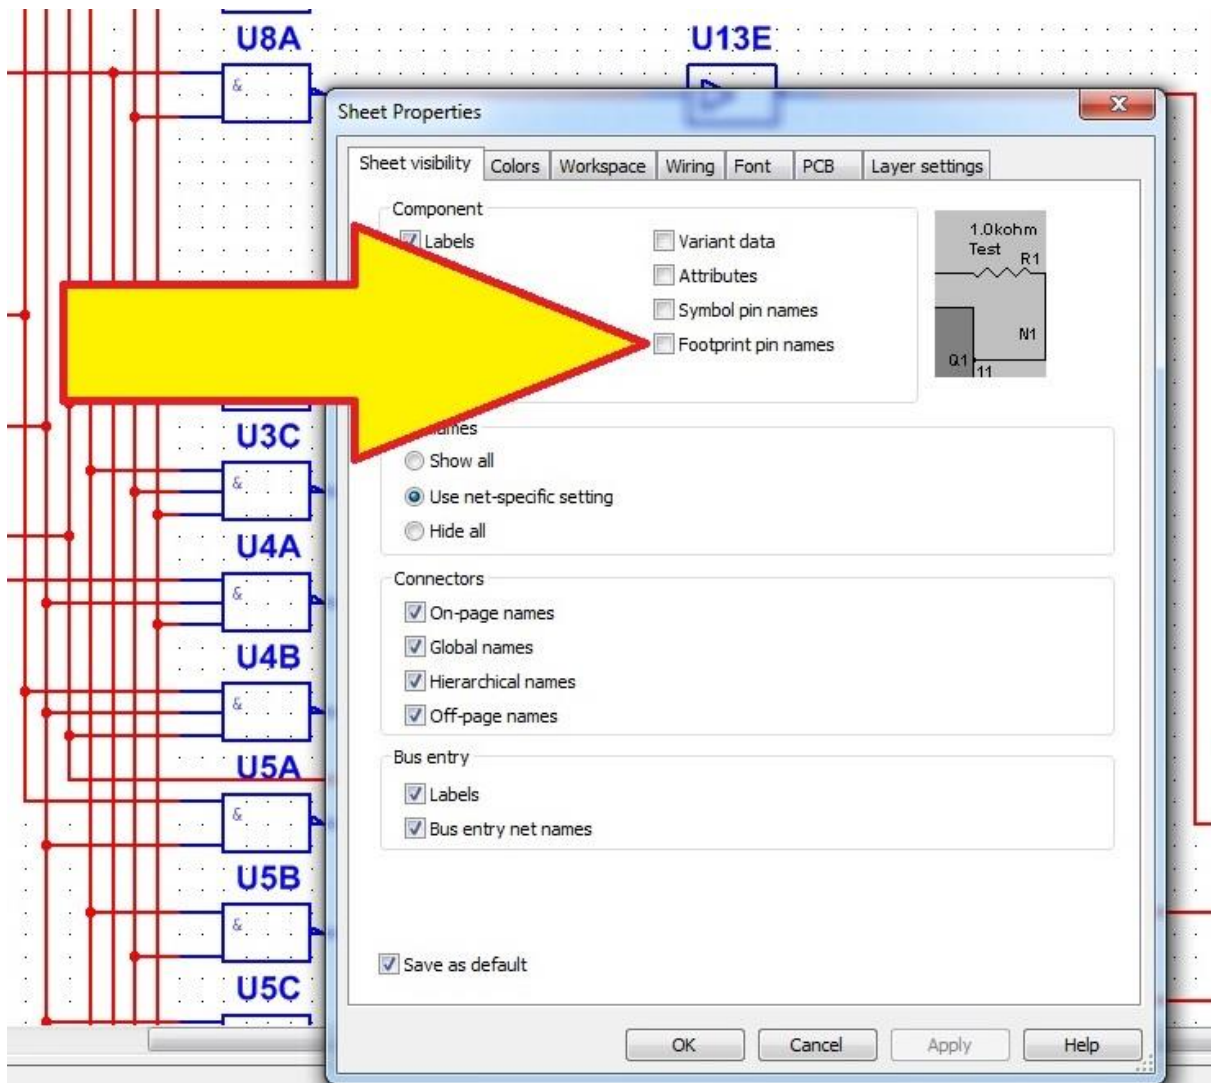 U8A
U13E
&
Sheet Properties
X
Sheet visibility Colors Workspace Wiring Font PCB Layer settings
Component
Labels
Variant data
Attributes
Symbol pin names
Footprint pin names
1.0kohm
Test
R1
N1
Q1
11
U3C
Show all
&
Use net-specific setting
Hide all
U4A
Connectors
&
On-page names
Global names
U4B
Hierarchical names
&
Off-page names
Bus entry
U5A
Labels
&
Bus entry net names
U5B
&
Save as default
U5C
OK Cancel Apply Help